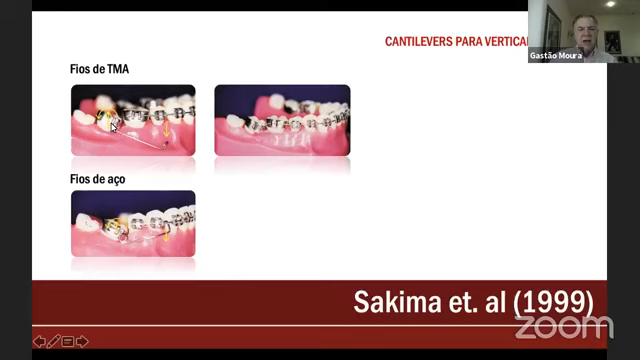 CANTILEVERS PARA VERTICA
Gastão Moura
Fios de TMA
Fios de aço
Sakima et. al (1999)
zoom